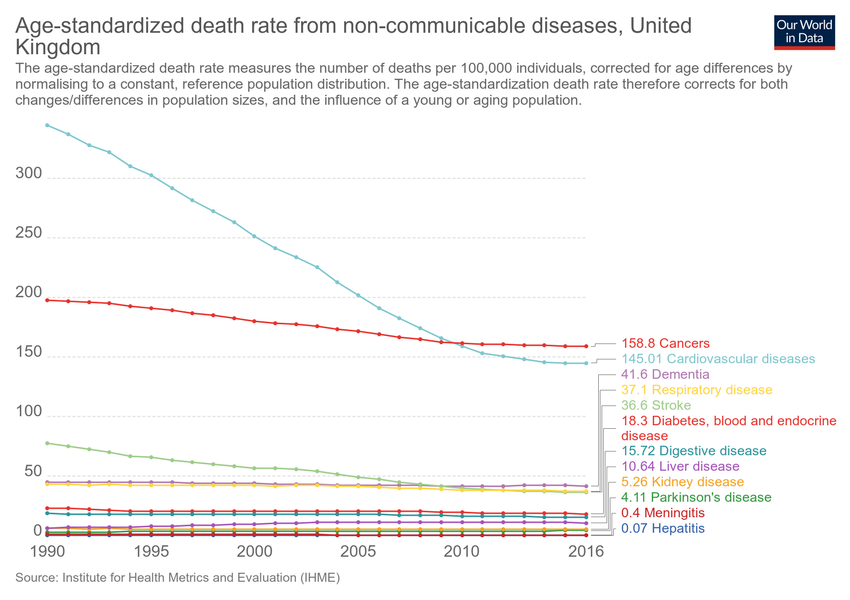 Age-standardized death rate from non-communicable diseases, United
Kingdom
Our World
in Data
The age-standardized death rate measures the number of deaths per 100,000 individuals, corrected for age differences by
normalising to a constant, reference population distribution. The age-standardization death rate therefore corrects for both
changes/differences in population sizes, and the influence of a young or aging population.
300
250
200
150
100
50
0
1990
1995
2000
2005
2010
2016
158.8 Cancers
145.01 Cardiovascular diseases
41.6 Dementia
37.1 Respiratory disease
36.6 Stroke
18.3 Diabetes, blood and endocrine
disease
15.72 Digestive disease
10.64 Liver disease
5.26 Kidney disease
4.11 Parkinson's disease
0.4 Meningitis
0.07 Hepatitis
Source: Institute for Health Metrics and Evaluation (IHME)